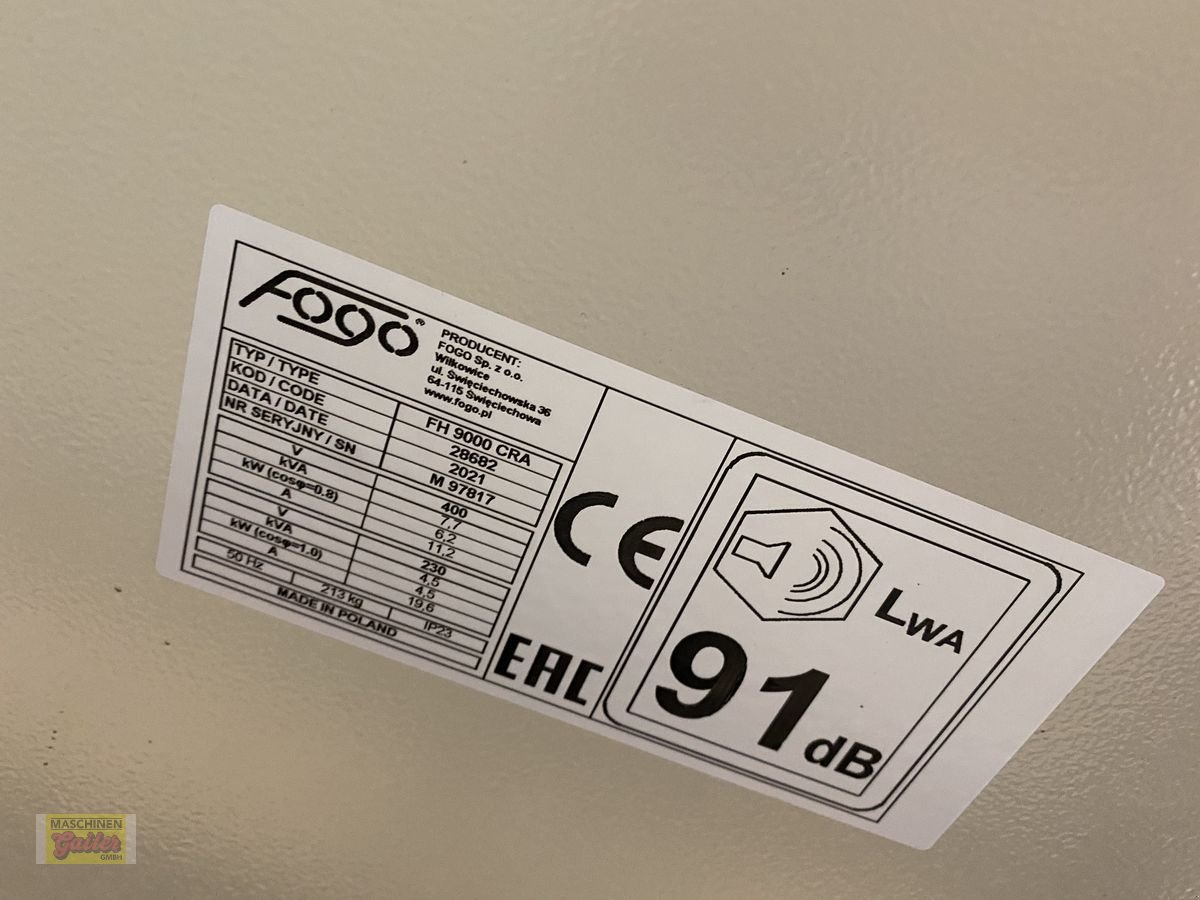 FOGO®
PRODUCENT:
FOGO Sp. z o.o.
Wilkowice
ul. Święciechowska 36
64-115 Święciechowa
www.fogo.pl
TYP / TYPE FH 9000 CRA
KOD / CODE 28682
DATA / DATE 2021
NR SERYJNY / SN M 97817
V 400
kVA 7,7
kW (cosφ=0.8) 6,2
A 11,2
V 230
kVA 4,5
kW (cosφ=1.0) 4,5
A 19,6
50 Hz 213 kg IP23
MADE IN POLAND
CE
EAC
LWA
91 dB
MASCHINEN
Gailer
GMBH